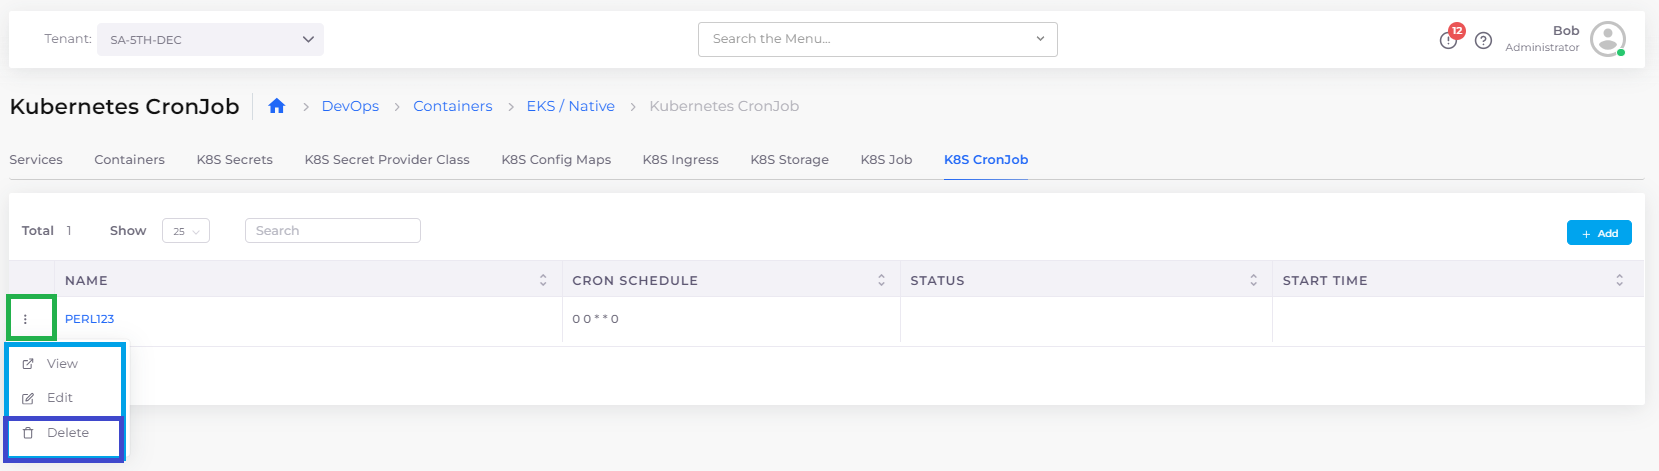 Tenant: SA-5TH-DEC Search the Menu... 12 Bob
Administrator
Kubernetes CronJob DevOps Containers EKS / Native Kubernetes CronJob
Services Containers K8S Secrets K8S Secret Provider Class K8S Config Maps K8S Ingress K8S Storage K8S Job K8S CronJob
Total 1 Show 25 Search + Add
NAME CRON SCHEDULE STATUS START TIME
PERL123 0 0 * * 0
View
Edit
Delete